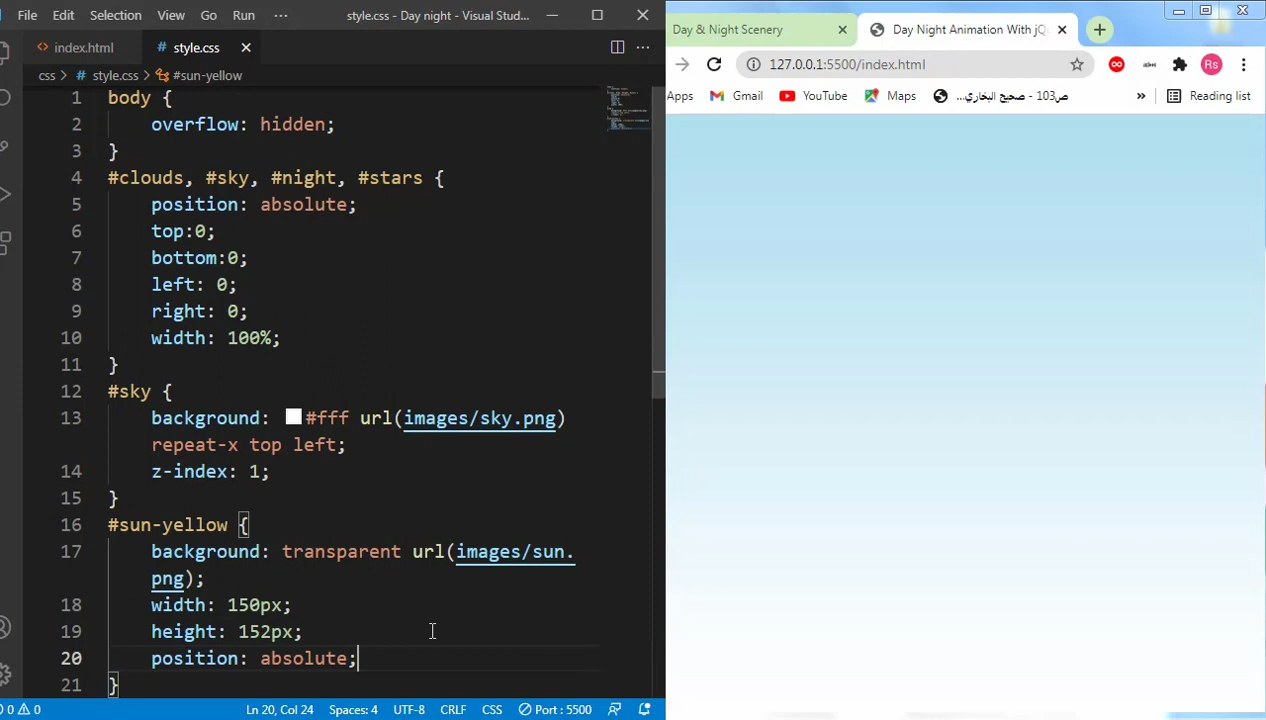 File Edit Selection View Go Run ··· style.css - Day night - Visual Stud...
index.html style.css
css > style.css > #sun-yellow
1 body {
2 overflow: hidden;
3 }
4 #clouds, #sky, #night, #stars {
5 position: absolute;
6 top:0;
7 bottom:0;
8 left: 0;
9 right: 0;
10 width: 100%;
11 }
12 #sky {
13 background: #fff url(images/sky.png)
repeat-x top left;
14 z-index: 1;
15 }
16 #sun-yellow {
17 background: transparent url(images/sun.
png);
18 width: 150px;
19 height: 152px;
20 position: absolute;
21 }
0 0 Ln 20, Col 24 Spaces: 4 UTF-8 CRLF CSS Port : 5500
Day & Night Scenery Day Night Animation With jQ
127.0.0.1:5500/index.html Rs
Apps Gmail YouTube Maps ص103 - صحيح البخاري... » Reading list